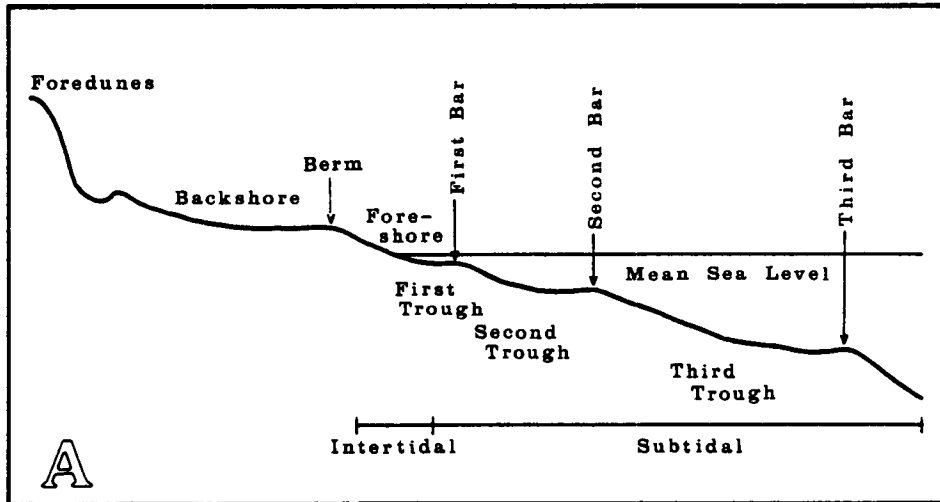 Foredunes
First Bar
Second Bar
Third Bar
Berm
Backshore
Fore-
shore
Mean Sea Level
First
Trough
Second
Trough
Third
Trough
Intertidal
Subtidal
A